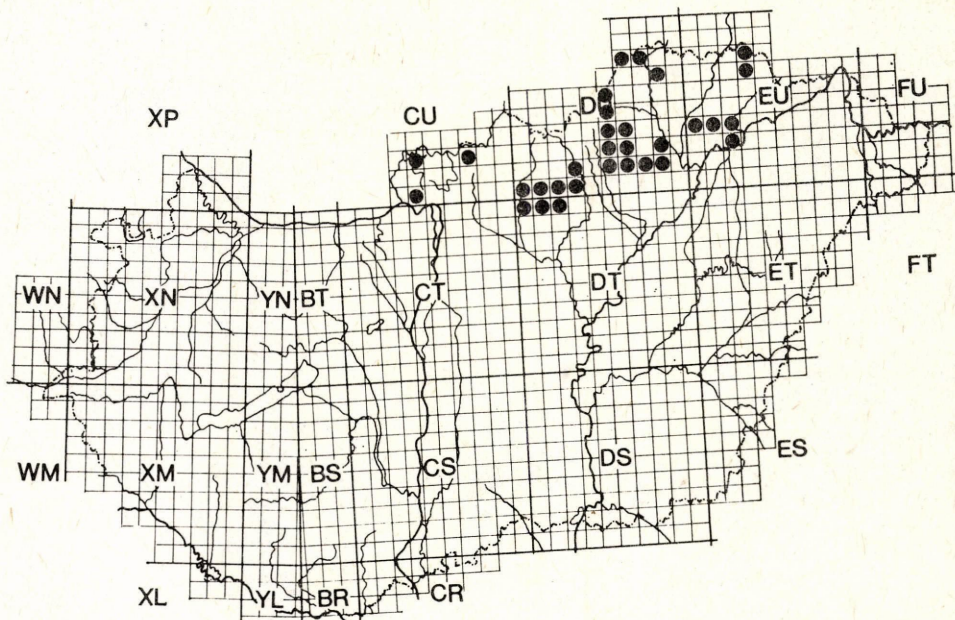 XP CU D EU FU
WN XN YN BT CT DT ET FT
WM XM YM BS CS DS ES
XL YL BR CR